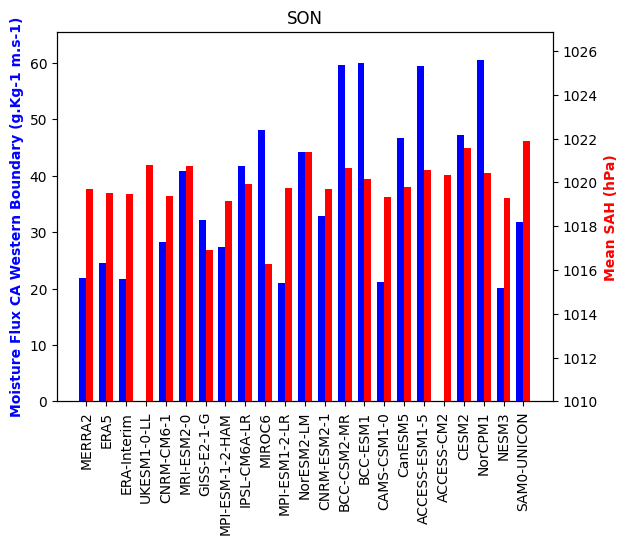 SON
Moisture Flux CA Western Boundary (g.Kg-1 m.s-1)
60
50
40
30
20
10
0
1026
1024
1022
1020
1018
1016
1014
1012
1010
Mean SAH (hPa)
MERRA2
ERA5
ERA-Interim
UKESM1-0-LL
CNRM-CM6-1
MRI-ESM2-0
GISS-E2-1-G
MPI-ESM-1-2-HAM
IPSL-CM6A-LR
MIROC6
MPI-ESM1-2-LR
NorESM2-LM
CNRM-ESM2-1
BCC-CSM2-MR
BCC-ESM1
CAMS-CSM1-0
CanESM5
ACCESS-ESM1-5
ACCESS-CM2
CESM2
NorCPM1
NESM3
SAM0-UNICON